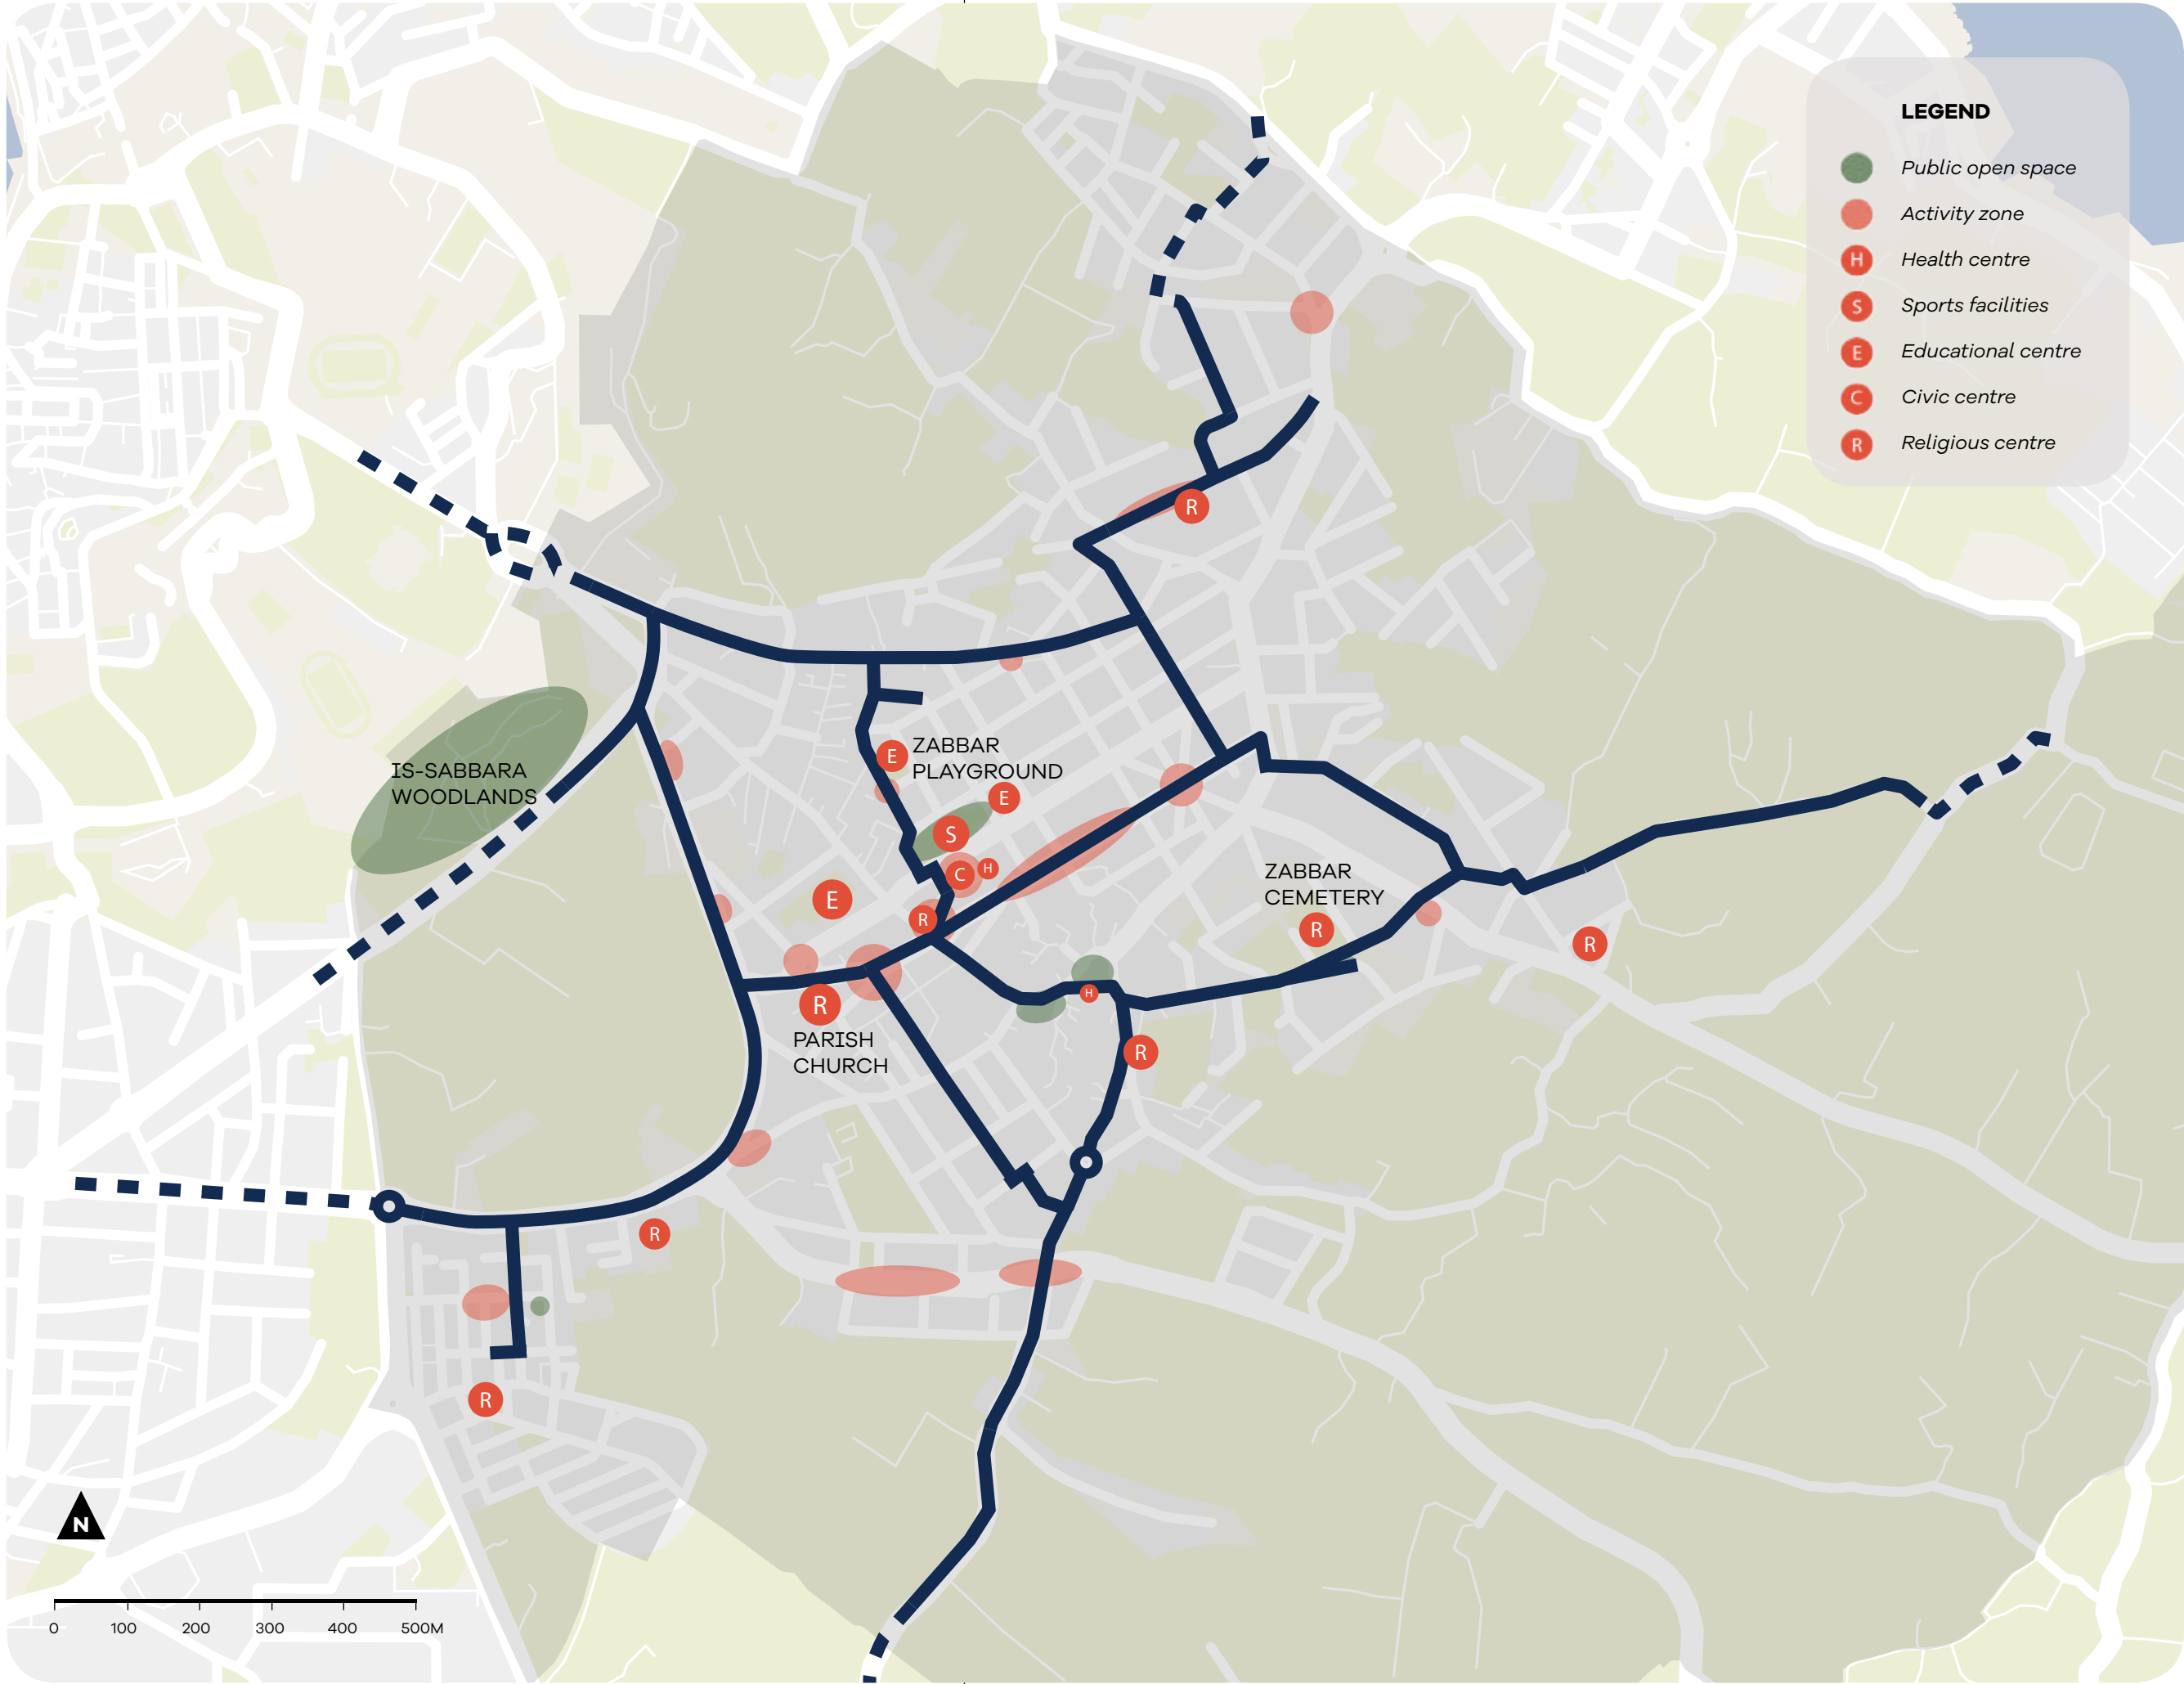 LEGEND
Public open space
Activity zone
H Health centre
S Sports facilities
E Educational centre
C Civic centre
R Religious centre
R
E ZABBAR
PLAYGROUND
E
IS-SABBARA
WOODLANDS
S
C H
E
R
ZABBAR
CEMETERY
R
R
H
R
PARISH
CHURCH
R
R
R
N
0 100 200 300 400 500M